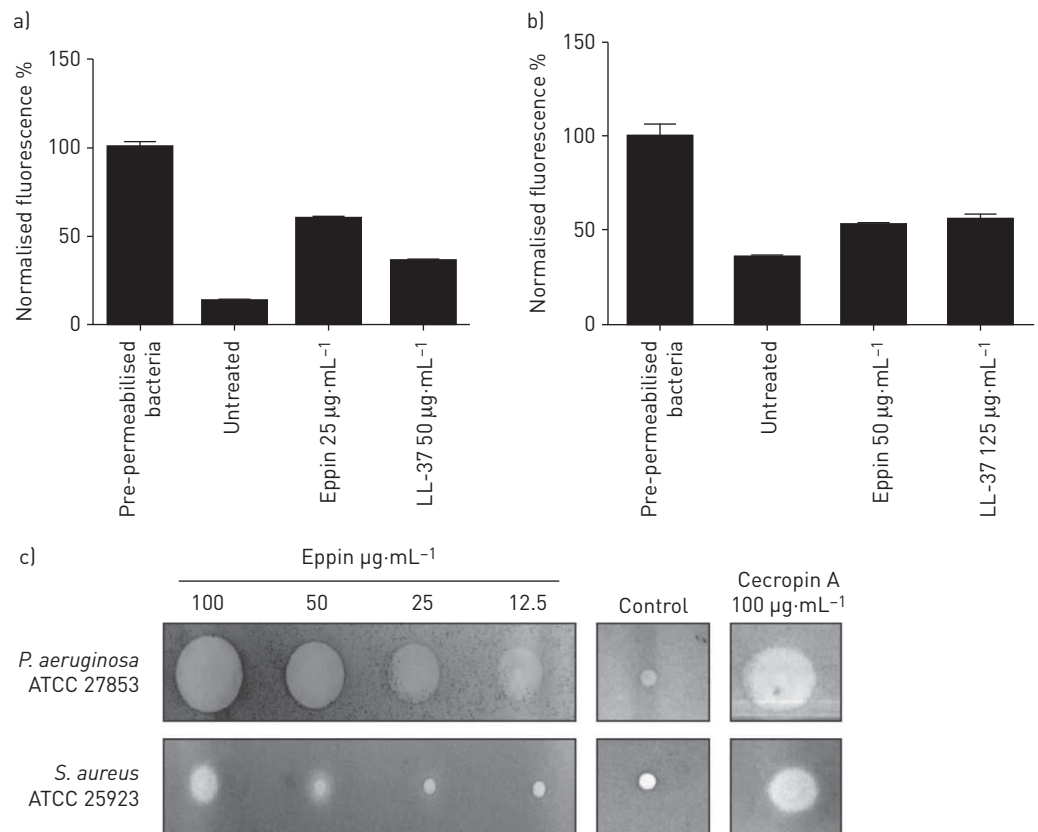 a)
Normalised fluorescence %
150
100
50
0
Pre-permeabilised
bacteria
Untreated
Eppin 25 µg·mL⁻¹
LL-37 50 µg·mL⁻¹
b)
Normalised fluorescence %
150
100
50
0
Pre-permeabilised
bacteria
Untreated
Eppin 50 µg·mL⁻¹
LL-37 125 µg·mL⁻¹
c)
Eppin µg·mL⁻¹
100 50 25 12.5
Control
Cecropin A
100 µg·mL⁻¹
P. aeruginosa
ATCC 27853
S. aureus
ATCC 25923